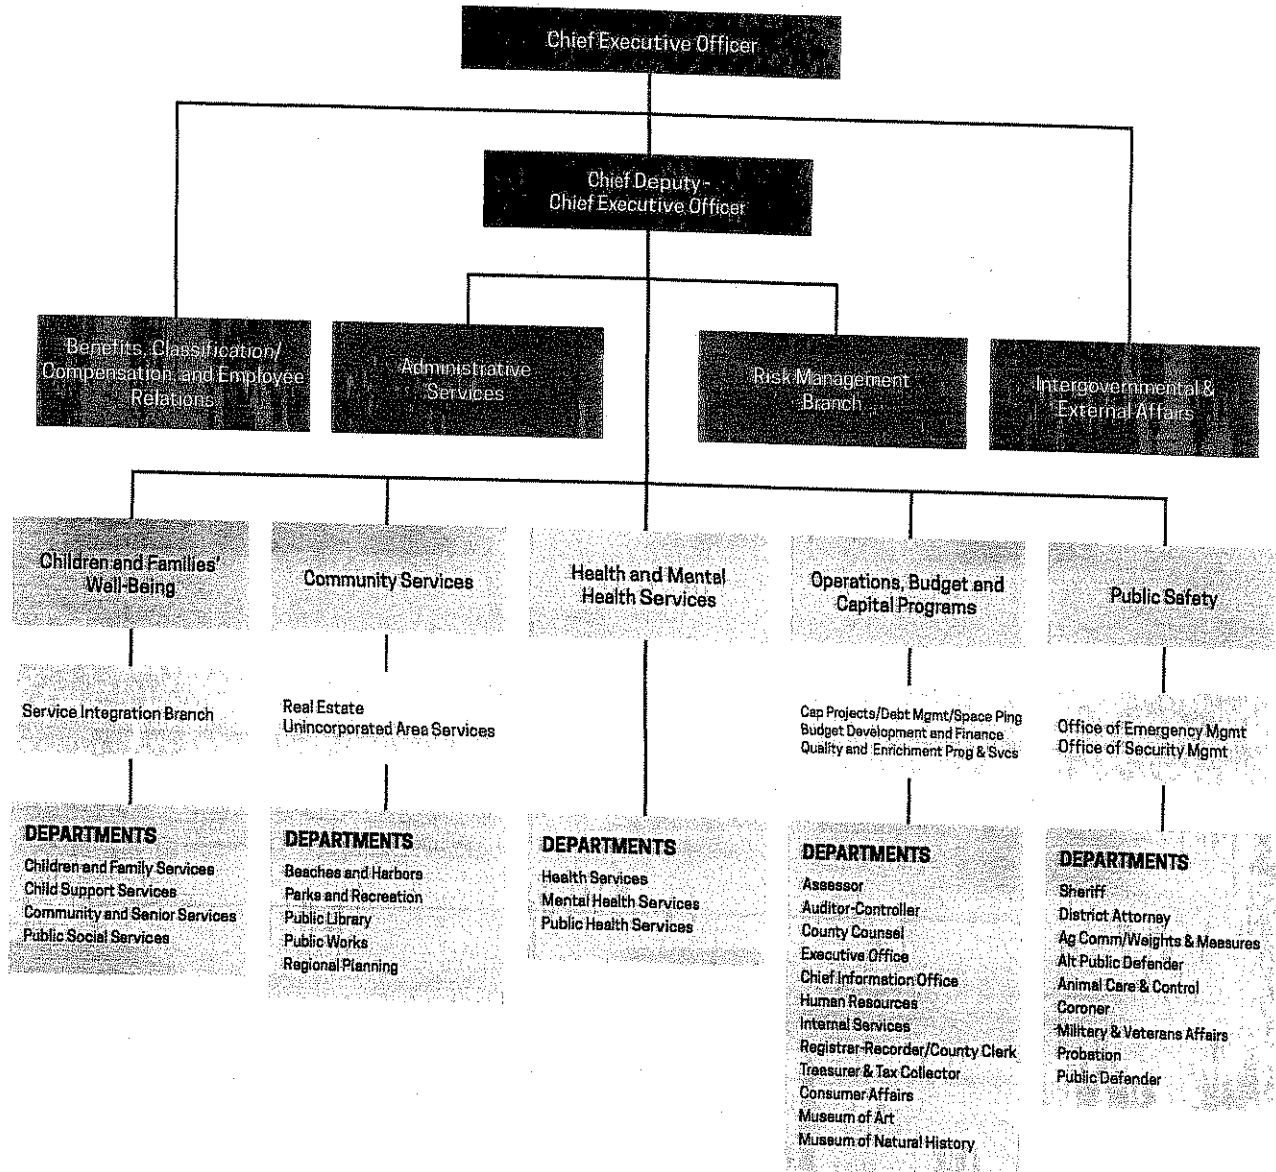 Chief Executive Officer
Chief Deputy-
Chief Executive Officer
Benefits, Classification/
Compensation, and Employee
Relations
Administrative
Services
Risk Management
Branch
Intergovernmental &
External Affairs
Children and Families'
Well-Being
Community Services
Health and Mental
Health Services
Operations, Budget and
Capital Programs
Public Safety
Service Integration Branch
Real Estate
Unincorporated Area Services
Cap Projects/Debt Mgmt/Space Plng
Budget Development and Finance
Quality and Enrichment Prog & Svcs
Office of Emergency Mgmt
Office of Security Mgmt
DEPARTMENTS
Children and Family Services
Child Support Services
Community and Senior Services
Public Social Services
DEPARTMENTS
Beaches and Harbors
Parks and Recreation
Public Library
Public Works
Regional Planning
DEPARTMENTS
Health Services
Mental Health Services
Public Health Services
DEPARTMENTS
Assessor
Auditor-Controller
County Counsel
Executive Office
Chief Information Office
Human Resources
Internal Services
Registrar-Recorder/County Clerk
Treasurer & Tax Collector
Consumer Affairs
Museum of Art
Museum of Natural History
DEPARTMENTS
Sheriff
District Attorney
Ag Comm/Weights & Measures
Alt Public Defender
Animal Care & Control
Coroner
Military & Veterans Affairs
Probation
Public Defender